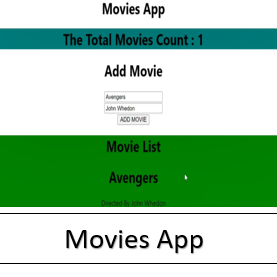 Movies App
The Total Movies Count : 1
Add Movie
Avengers
John Whedon
ADD MOVIE
Movie List
Avengers
Directed By John Whedon
Movies App